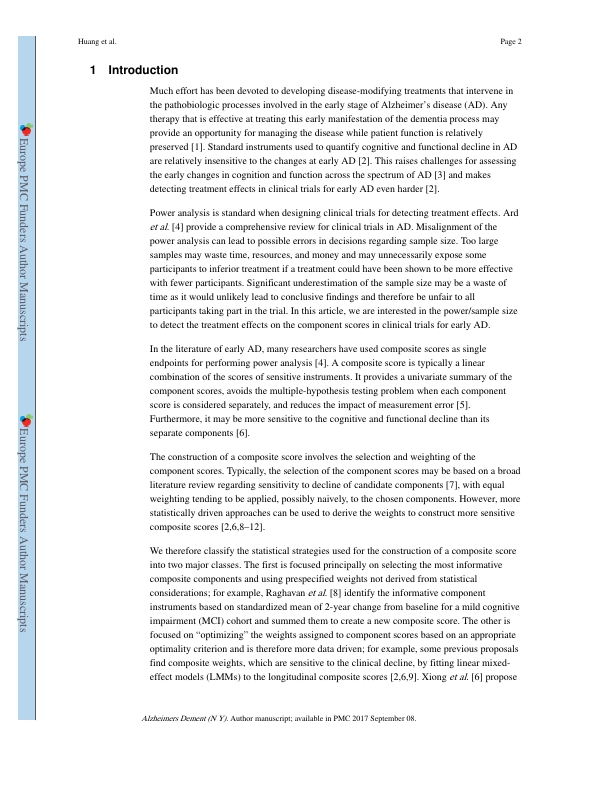 Huang et al.
Page 2
1 Introduction
Much effort has been devoted to developing disease-modifying treatments that intervene in
the pathobiologic processes involved in the early stage of Alzheimer's disease (AD). Any
therapy that is effective at treating this early manifestation of the dementia process may
provide an opportunity for managing the disease while patient function is relatively
preserved [1]. Standard instruments used to quantify cognitive and functional decline in AD
are relatively insensitive to the changes at early AD [2]. This raises challenges for assessing
the early changes in cognition and function across the spectrum of AD [3] and makes
detecting treatment effects in clinical trials for early AD even harder [2].
Power analysis is standard when designing clinical trials for detecting treatment effects. Ard
et al. [4] provide a comprehensive review for clinical trials in AD. Misalignment of the
power analysis can lead to possible errors in decisions regarding sample size. Too large
samples may waste time, resources, and money and may unnecessarily expose some
participants to inferior treatment if a treatment could have been shown to be more effective
with fewer participants. Significant underestimation of the sample size may be a waste of
time as it would unlikely lead to conclusive findings and therefore be unfair to all
participants taking part in the trial. In this article, we are interested in the power/sample size
to detect the treatment effects on the component scores in clinical trials for early AD.
In the literature of early AD, many researchers have used composite scores as single
endpoints for performing power analysis [4]. A composite score is typically a linear
combination of the scores of sensitive instruments. It provides a univariate summary of the
component scores, avoids the multiple-hypothesis testing problem when each component
score is considered separately, and reduces the impact of measurement error [5].
Furthermore, it may be more sensitive to the cognitive and functional decline than its
separate components [6].
The construction of a composite score involves the selection and weighting of the
component scores. Typically, the selection of the component scores may be based on a broad
literature review regarding sensitivity to decline of candidate components [7], with equal
weighting tending to be applied, possibly naively, to the chosen components. However, more
statistically driven approaches can be used to derive the weights to construct more sensitive
composite scores [2,6,8–12].
We therefore classify the statistical strategies used for the construction of a composite score
into two major classes. The first is focused principally on selecting the most informative
composite components and using prespecified weights not derived from statistical
considerations; for example, Raghavan et al. [8] identify the informative component
instruments based on standardized mean of 2-year change from baseline for a mild cognitive
impairment (MCI) cohort and summed them to create a new composite score. The other is
focused on “optimizing” the weights assigned to component scores based on an appropriate
optimality criterion and is therefore more data driven; for example, some previous proposals
find composite weights, which are sensitive to the clinical decline, by fitting linear mixed-
effect models (LMMs) to the longitudinal composite scores [2,6,9]. Xiong et al. [6] propose
Alzheimers Dement (N Y). Author manuscript; available in PMC 2017 September 08.
Europe PMC Funders Author Manuscripts
Europe PMC Funders Author Manuscripts